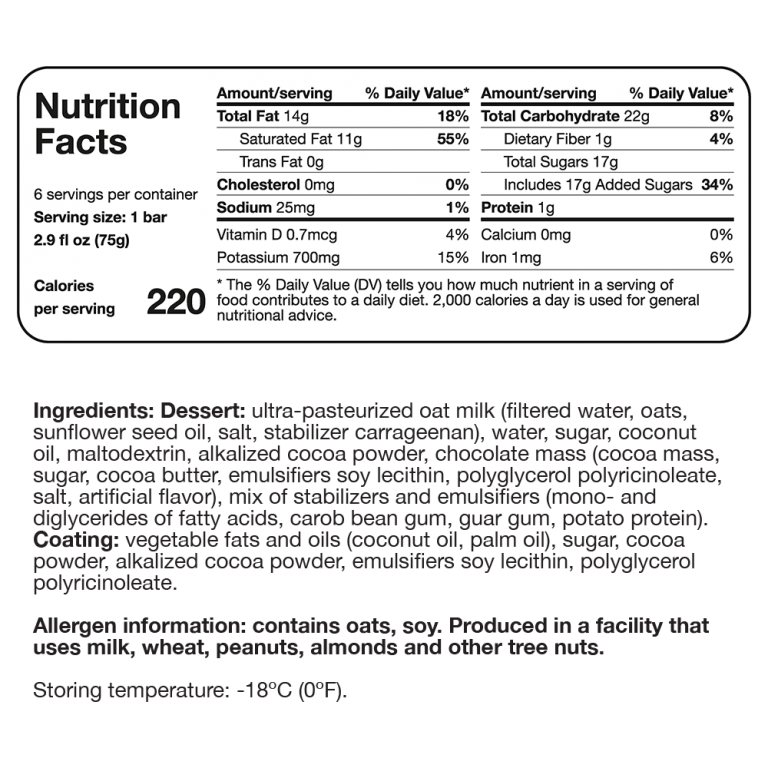 Nutrition
Facts
6 servings per container
Serving size: 1 bar
2.9 fl oz (75g)
Calories
per serving 220
Amount/serving % Daily Value*
Total Fat 14g 18%
Saturated Fat 11g 55%
Trans Fat 0g
Cholesterol 0mg 0%
Sodium 25mg 1%
Vitamin D 0.7mcg 4%
Potassium 700mg 15%
Amount/serving % Daily Value*
Total Carbohydrate 22g 8%
Dietary Fiber 1g 4%
Total Sugars 17g
Includes 17g Added Sugars 34%
Protein 1g
Calcium 0mg 0%
Iron 1mg 6%
* The % Daily Value (DV) tells you how much nutrient in a serving of
food contributes to a daily diet. 2,000 calories a day is used for general
nutritional advice.
Ingredients: Dessert: ultra-pasteurized oat milk (filtered water, oats,
sunflower seed oil, salt, stabilizer carrageenan), water, sugar, coconut
oil, maltodextrin, alkalized cocoa powder, chocolate mass (cocoa mass,
sugar, cocoa butter, emulsifiers soy lecithin, polyglycerol polyricinoleate,
salt, artificial flavor), mix of stabilizers and emulsifiers (mono- and
diglycerides of fatty acids, carob bean gum, guar gum, potato protein).
Coating: vegetable fats and oils (coconut oil, palm oil), sugar, cocoa
powder, alkalized cocoa powder, emulsifiers soy lecithin, polyglycerol
polyricinoleate.
Allergen information: contains oats, soy. Produced in a facility that
uses milk, wheat, peanuts, almonds and other tree nuts.
Storing temperature: -18ºC (0ºF).